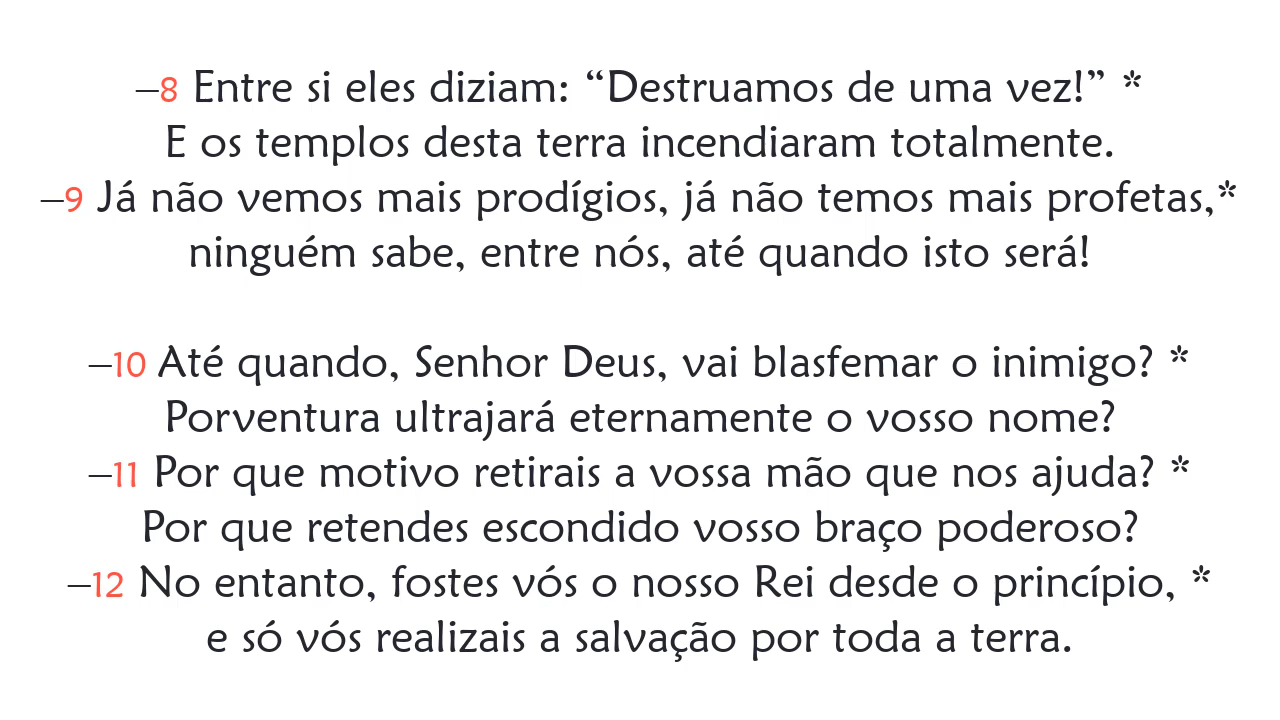 –8 Entre si eles diziam: “Destruamos de uma vez!” *
E os templos desta terra incendiaram totalmente.
–9 Já não vemos mais prodígios, já não temos mais profetas,*
ninguém sabe, entre nós, até quando isto será!
–10 Até quando, Senhor Deus, vai blasfemar o inimigo? *
Porventura ultrajará eternamente o vosso nome?
–11 Por que motivo retirais a vossa mão que nos ajuda? *
Por que retendes escondido vosso braço poderoso?
–12 No entanto, fostes vós o nosso Rei desde o princípio, *
e só vós realizais a salvação por toda a terra.